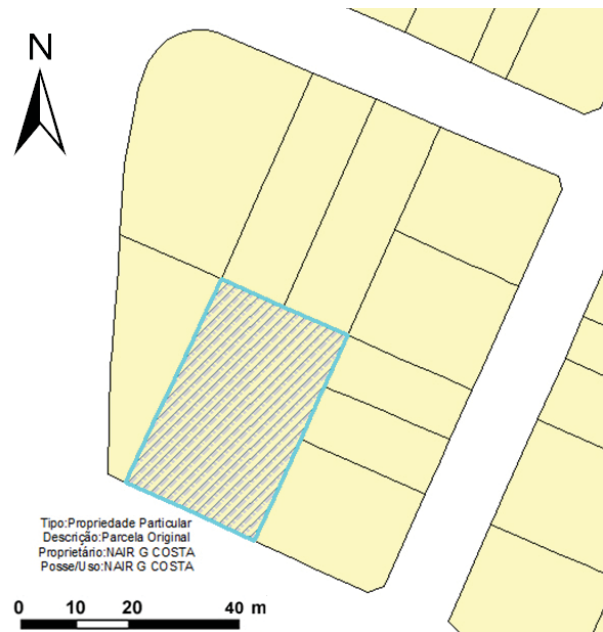 N
Tipo:Propriedade Particular
Descrição:Parcela Original
Proprietário:NAIR G COSTA
Posse/Uso:NAIR G COSTA
0 10 20 40 m